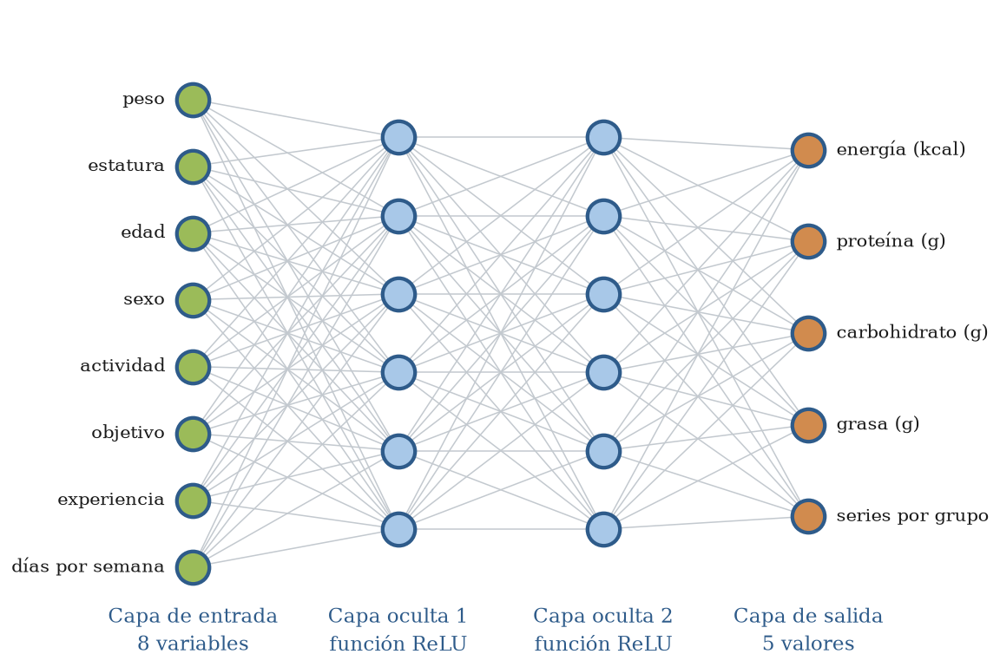 peso
estatura
edad
sexo
actividad
objetivo
experiencia
días por semana
energía (kcal)
proteína (g)
carbohidrato (g)
grasa (g)
series por grupo
Capa de entrada
8 variables
Capa oculta 1
función ReLU
Capa oculta 2
función ReLU
Capa de salida
5 valores